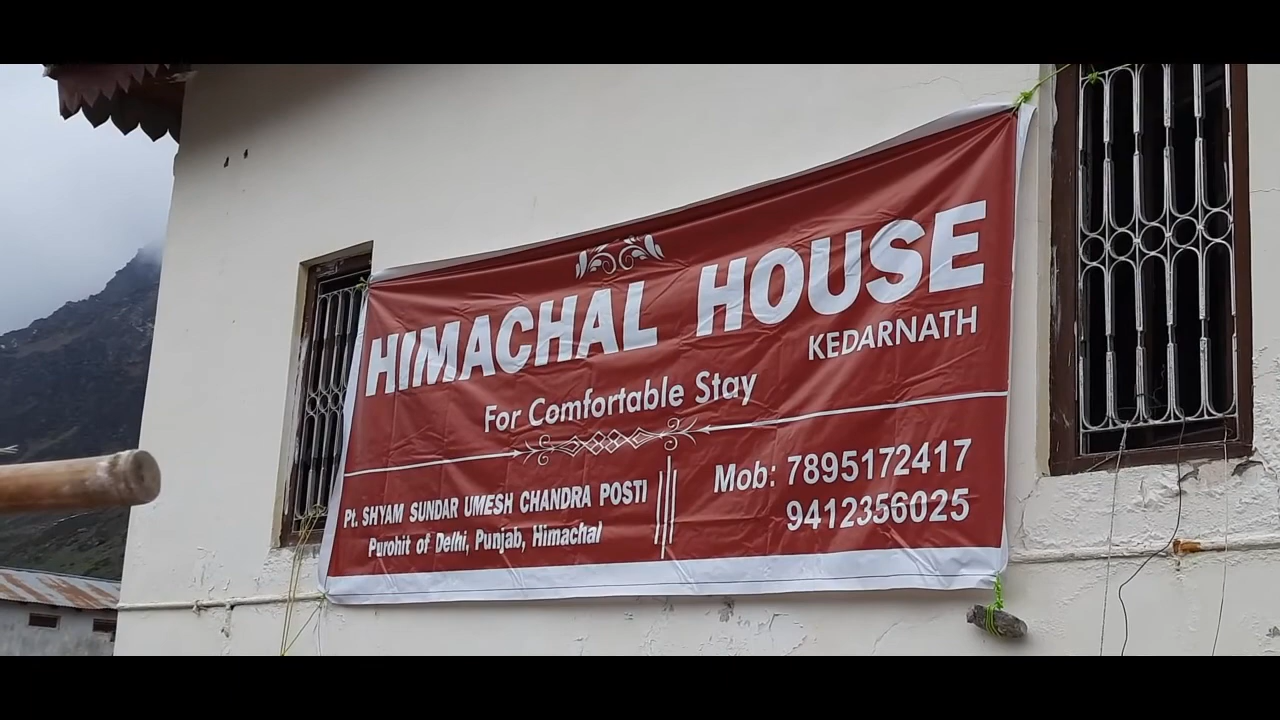 HIMACHAL HOUSE
KEDARNATH
For Comfortable Stay
Pt. SHYAM SUNDAR UMESH CHANDRA POSTI
Purohit of Delhi, Punjab, Himachal
Mob: 7895172417
9412356025